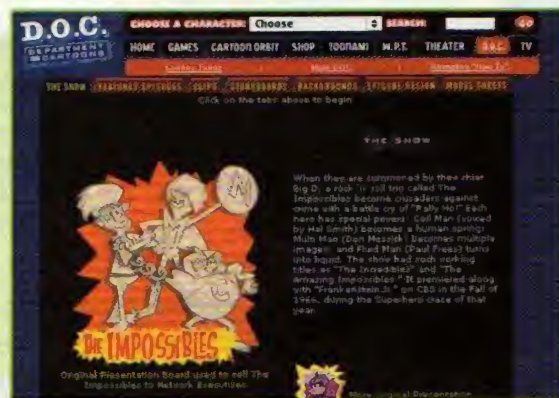 D.O.C.
DEPARTMENT
CARTOONS
CHOOSE A CHARACTER: Choose SEARCH: GO
HOME GAMES CARTOON ORBIT SHOP TOONAMI W.P.T. THEATER D.O.C. TV
THE SHOW FEATURED EPISODES CLIPS STORYBOARDS BACKGROUNDS EPISODE DESIGN MODEL SHEETS
Click on the tabs above to begin
THE SHOW
When they are summoned by their chief
Big D, a rock 'n roll trio called The
Impossibles become crusaders against
crime with a battle cry of "Rally Ho!" Each
hero has special powers: Coil Man (voiced
by Hal Smith) becomes a human spring;
Multi Man (Don Messick) becomes multiple
images; and Fluid Man (Paul Frees) turns
into liquid. The show had such working
titles as "The Incredibles" and "The
Amazing Impossibles." It premiered along
with "Frankenstein Jr." on CBS in the Fall of
1966, during the Superhero craze of that
year.
THE IMPOSSIBLES
Original Presentation Board used to sell The
Impossibles to Network Executives.
More original Presentation